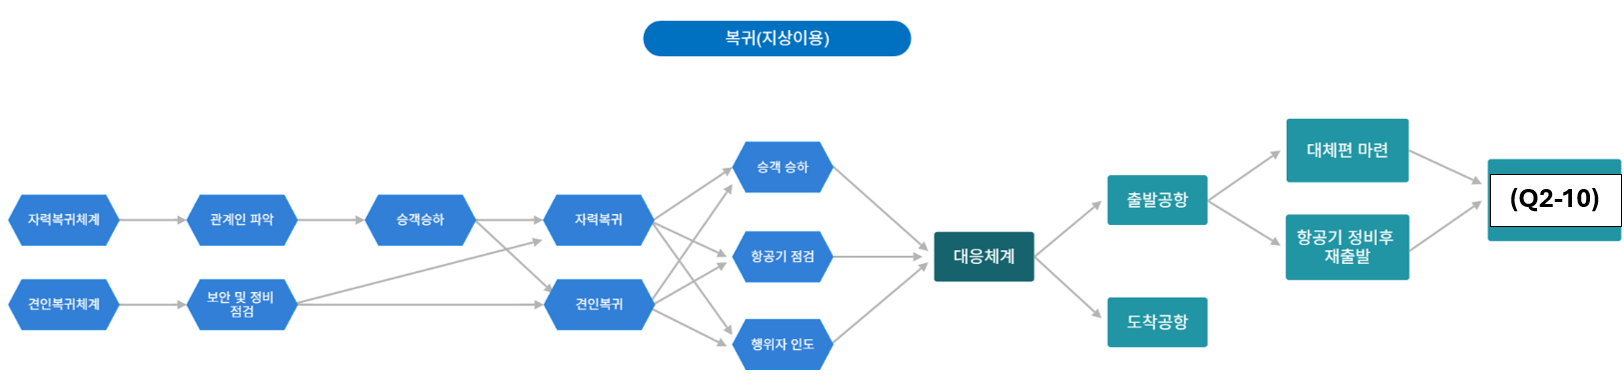 복귀(지상이용)
자력복귀체계
관계인 파악
승객승하
자력복귀
견인복귀체계
보안 및 정비
점검
견인복귀
승객 승하
항공기 점검
행위자 인도
대응체계
출발공항
도착공항
대체편 마련
항공기 정비후
재출발
(Q2-10)